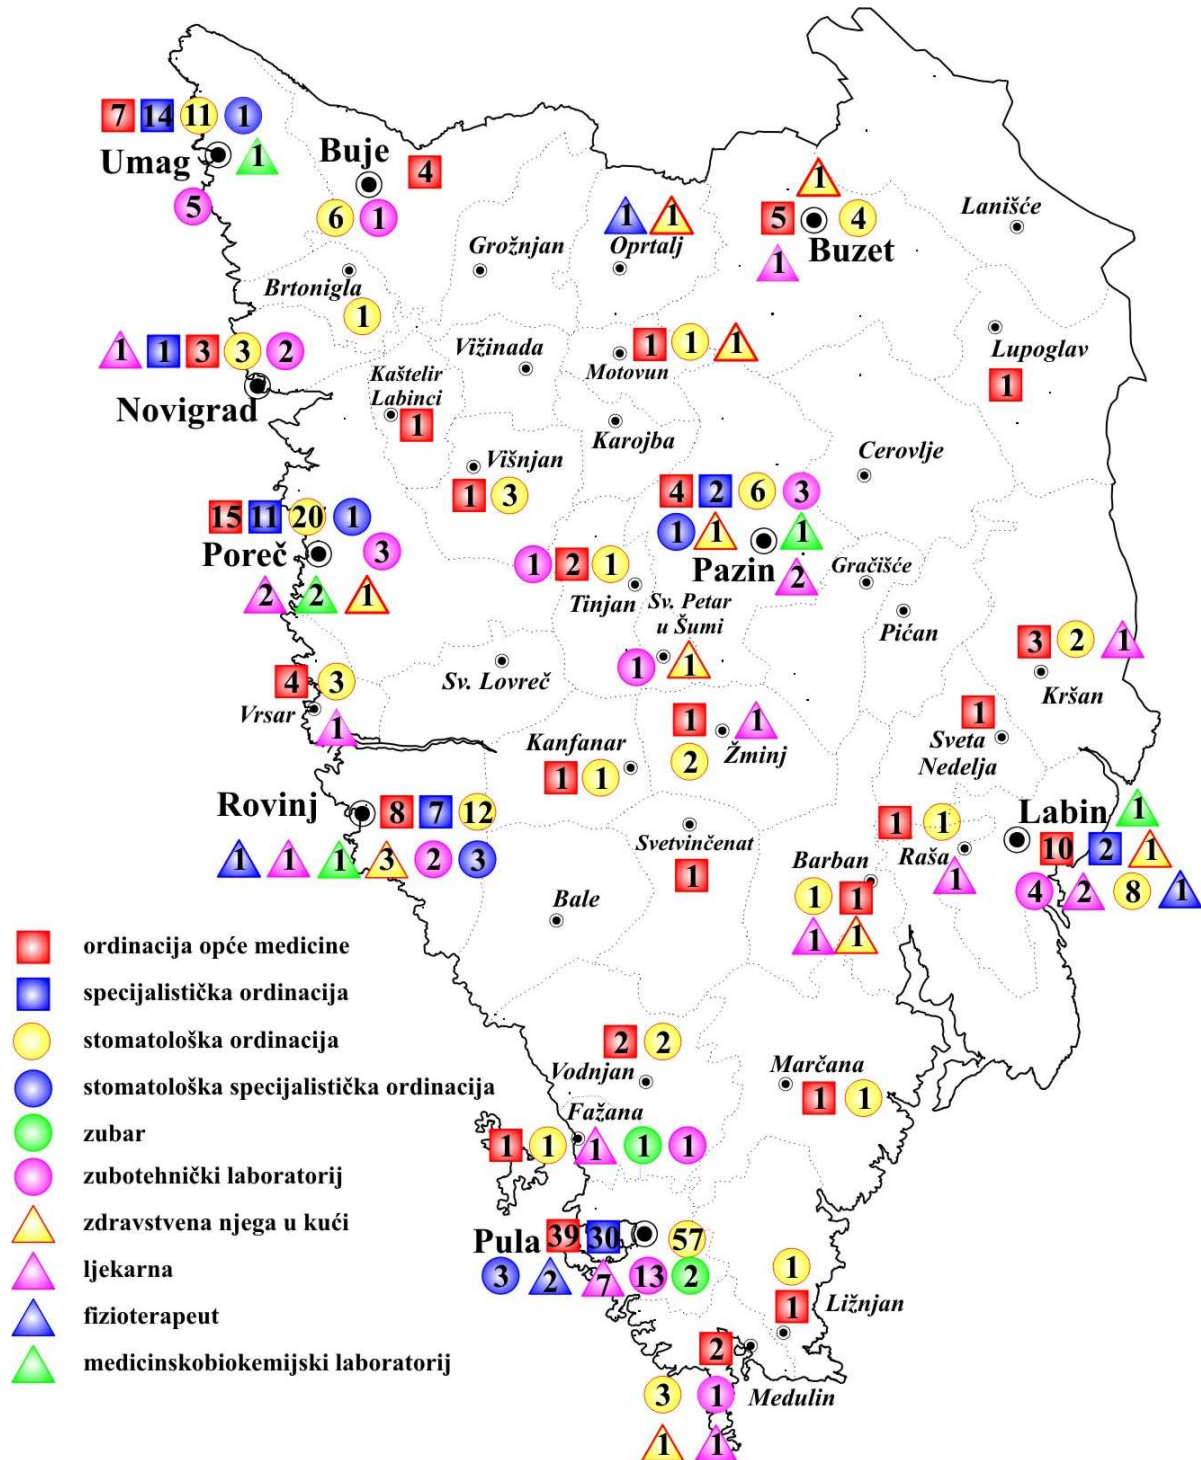 7 14 11 1
Umag 1
5
Buje 4
6 1
1
5 4
Buzet
1
Lanišće
1 1
Oprtalj
Grožnjan
Brtonigla
1
1 1 3 3 2
Novigrad
Vižinada
1 1 1
Motovun
Lupoglav
1
Kaštelir
Labinci
1
Karojba
Višnjan
1 3
Cerovlje
4 2 6 3
1 1 1
Pazin 2
15 11 20 1
Poreč 3
2 2 1
1 2 1
Tinjan
Gračišće
Pićan
Sv. Petar
u Šumi
1 1
3 2 1
Kršan
4 3
Vrsar
1
Sv. Lovreč
1 1
Žminj
2
1
Sveta
Nedelja
Kanfanar
1 1
Rovinj 8 7 12
1 1 1 3 2 3
Svetvinčenat
1
1 1
Raša
1
Labin 1
10 2 1
4 2 8 1
Barban
1 1
1 1
Bale
ordinacija opće medicine
specijalistička ordinacija
stomatološka ordinacija
stomatološka specijalistička ordinacija
zubar
zubotehnički laboratorij
zdravstvena njega u kući
ljekarna
fizioterapeut
medicinskobiokemijski laboratorij
2 2
Vodnjan
Marčana
1 1
Fažana
1 1 1 1 1
Pula 39 30 57
3 2 7 13 2
1
1
Ližnjan
2
Medulin
3 1
1 1